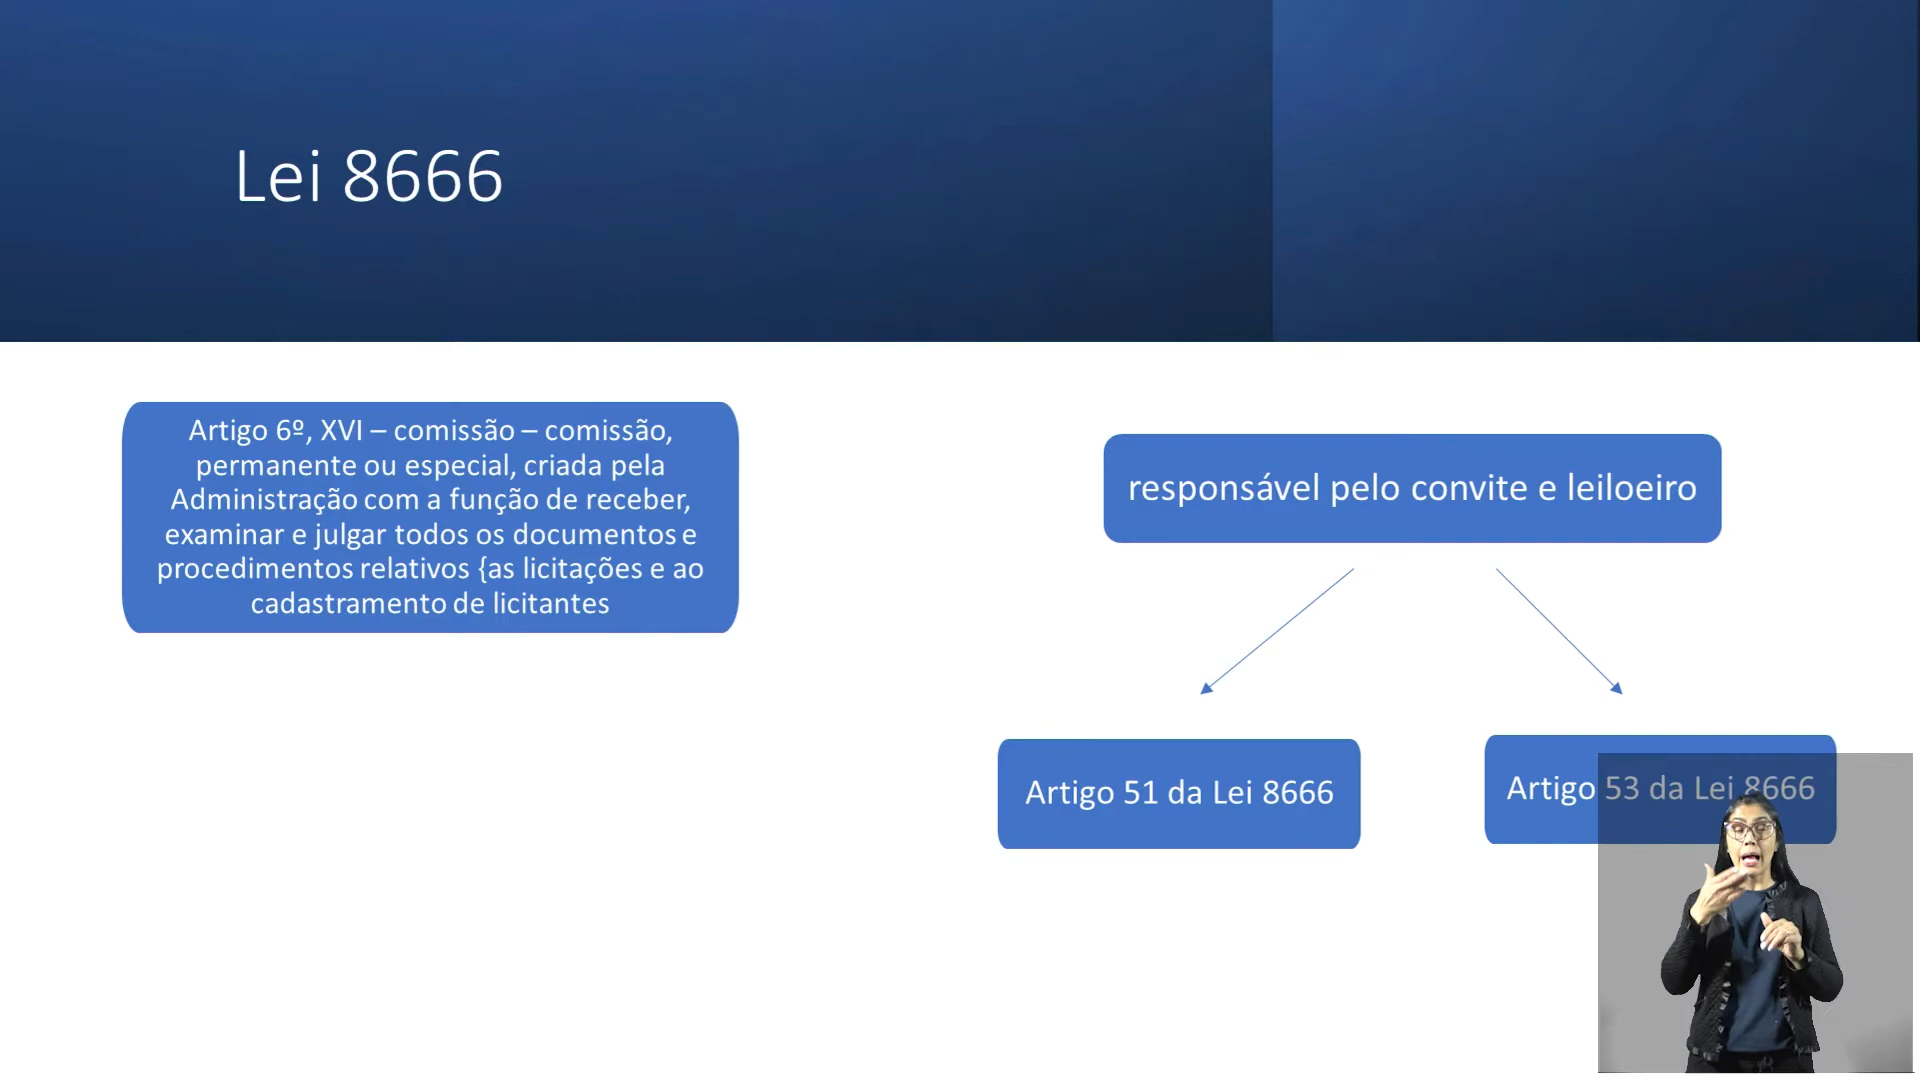 Lei 8666
Artigo 6º, XVI – comissão – comissão,
permanente ou especial, criada pela
Administração com a função de receber,
examinar e julgar todos os documentos e
procedimentos relativos {as licitações e ao
cadastramento de licitantes
responsável pelo convite e leiloeiro
Artigo 51 da Lei 8666
Artigo 53 da Lei 8666